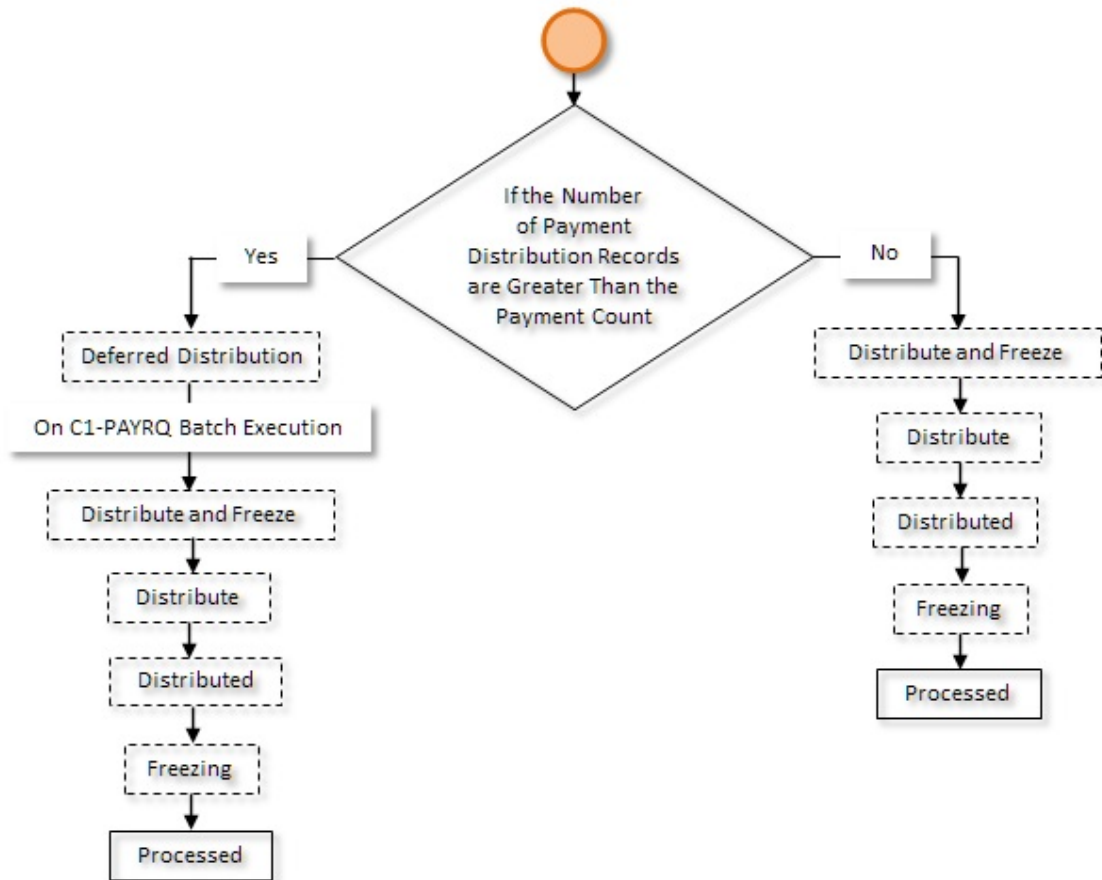 If the Number
of Payment
Distribution Records
are Greater Than the
Payment Count
Yes
No
Deferred Distribution
On C1-PAYRQ Batch Execution
Distribute and Freeze
Distribute
Distributed
Freezing
Processed
Distribute and Freeze
Distribute
Distributed
Freezing
Processed